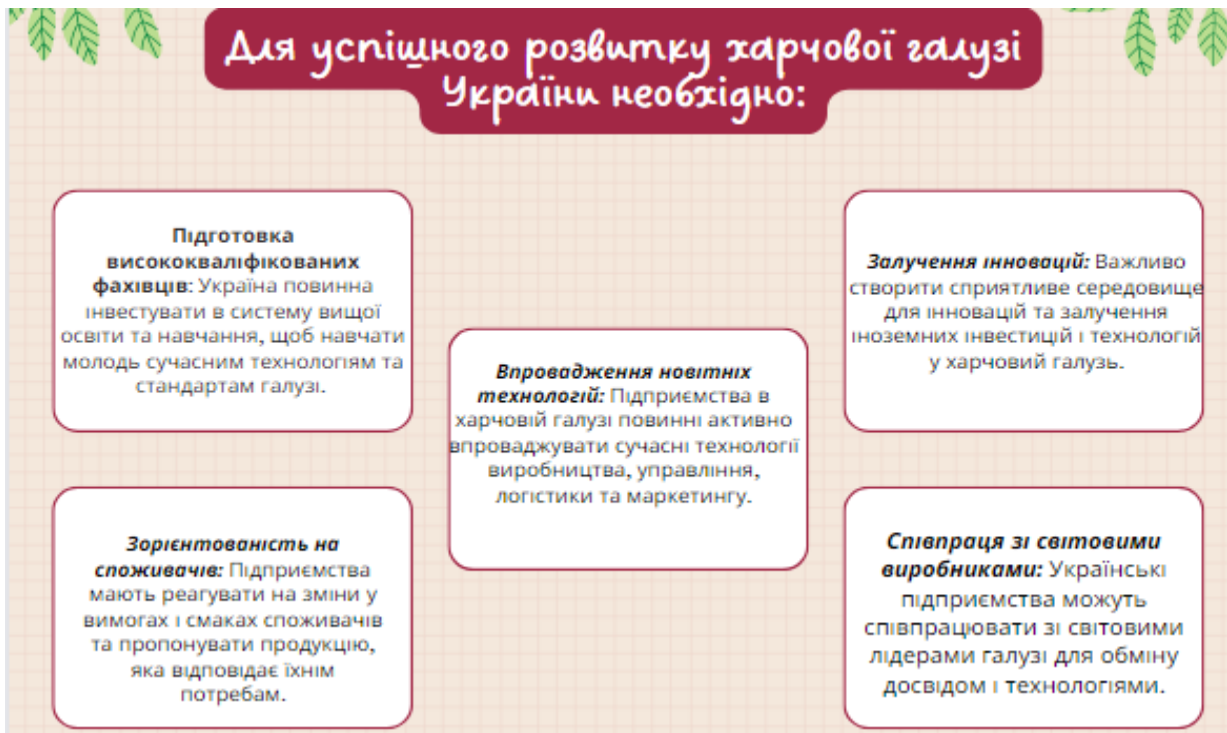 Для успішного розвитку харчової галузі
України необхідно:
Підготовка
висококваліфікованих
фахівців: Україна повинна
інвестувати в систему вищої
освіти та навчання, щоб навчати
молодь сучасним технологіям та
стандартам галузі.
Залучення інновацій: Важливо
створити сприятливе середовище
для інновацій та залучення
іноземних інвестицій і технологій
у харчовий галузь.
Впровадження новітніх
технологій: Підприємства в
харчовій галузі повинні активно
впроваджувати сучасні технології
виробництва, управління,
логістики та маркетингу.
Зорієнтованість на
споживачів: Підприємства
мають реагувати на зміни у
вимогах і смаках споживачів
та пропонувати продукцію,
яка відповідає їхнім
потребам.
Співпраця зі світовими
виробниками: Українські
підприємства можуть
співпрацювати зі світовими
лідерами галузі для обміну
досвідом і технологіями.